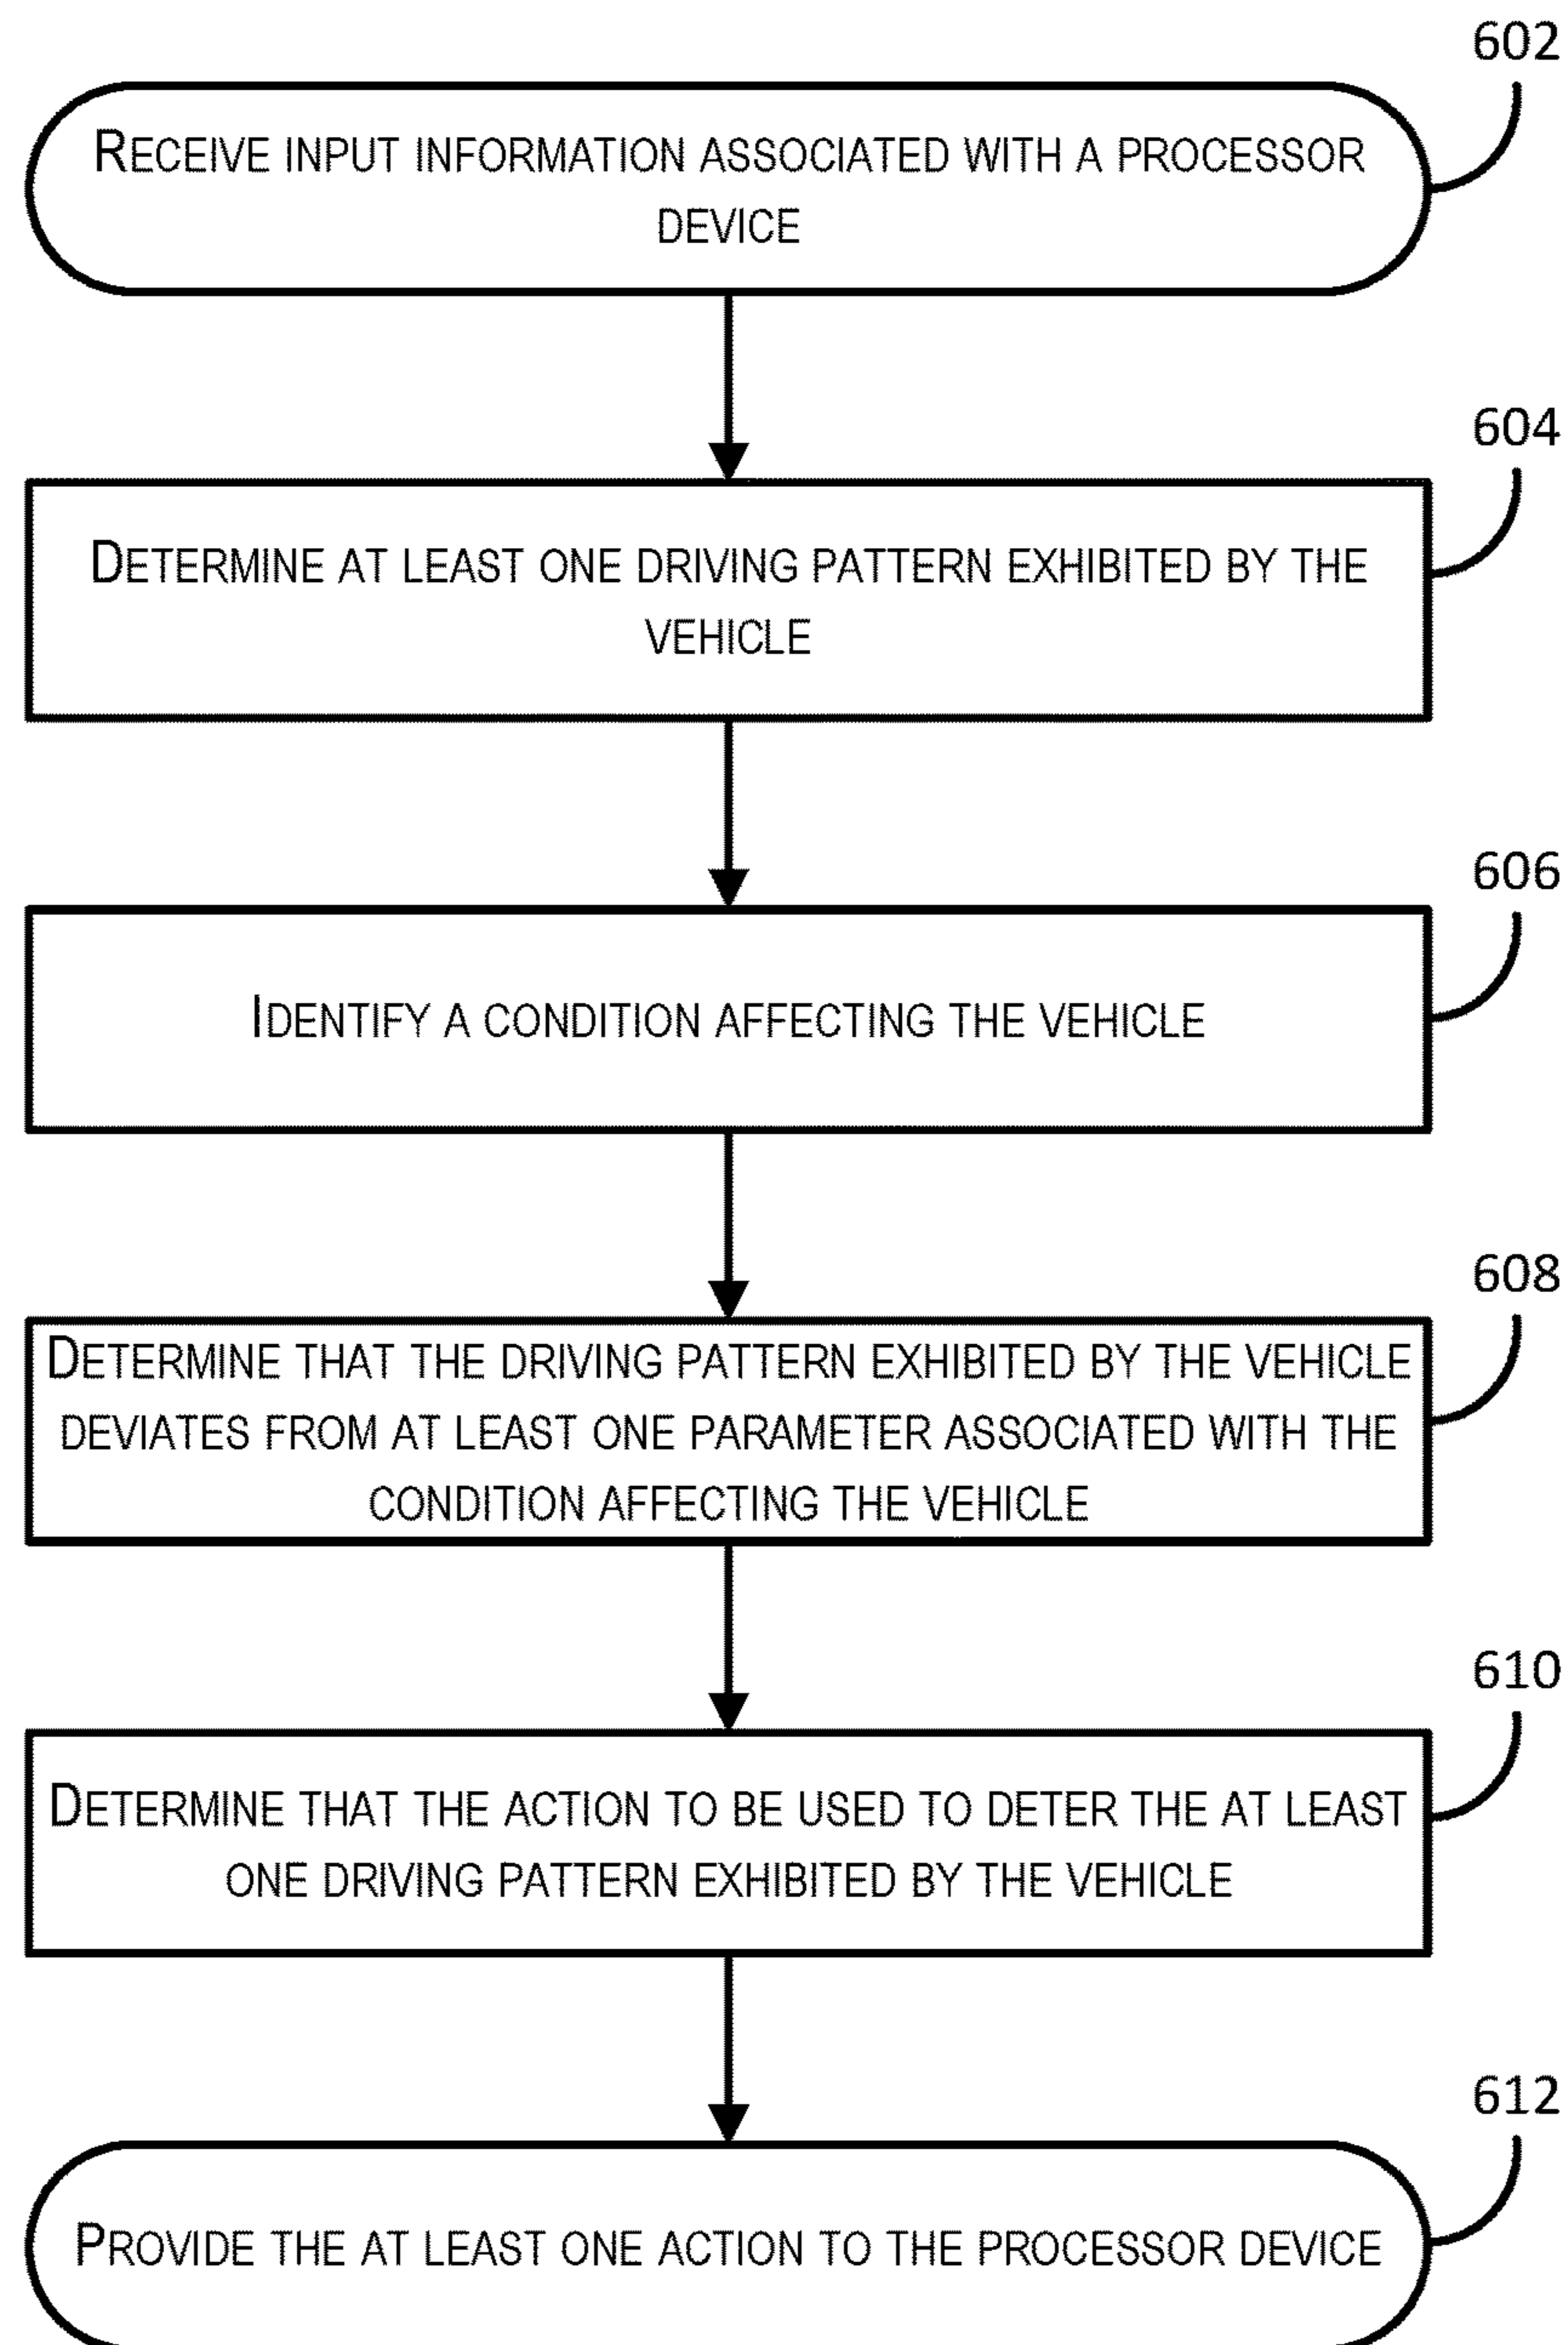 602
RECEIVE INPUT INFORMATION ASSOCIATED WITH A PROCESSOR
DEVICE
604
DETERMINE AT LEAST ONE DRIVING PATTERN EXHIBITED BY THE
VEHICLE
606
IDENTIFY A CONDITION AFFECTING THE VEHICLE
608
DETERMINE THAT THE DRIVING PATTERN EXHIBITED BY THE VEHICLE
DEVIATES FROM AT LEAST ONE PARAMETER ASSOCIATED WITH THE
CONDITION AFFECTING THE VEHICLE
610
DETERMINE THAT THE ACTION TO BE USED TO DETER THE AT LEAST
ONE DRIVING PATTERN EXHIBITED BY THE VEHICLE
612
PROVIDE THE AT LEAST ONE ACTION TO THE PROCESSOR DEVICE